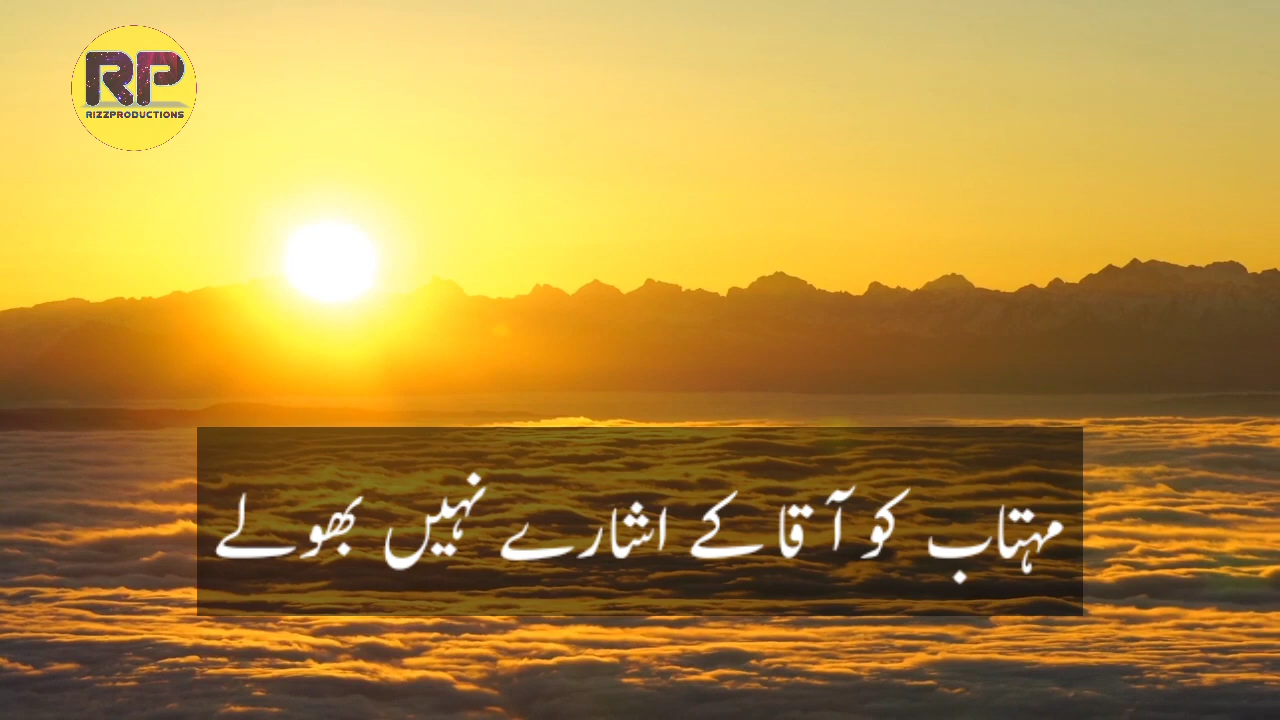 RP
RIZZPRODUCTIONS
مہتاب کو آقا کے اشارے نہیں بھولے